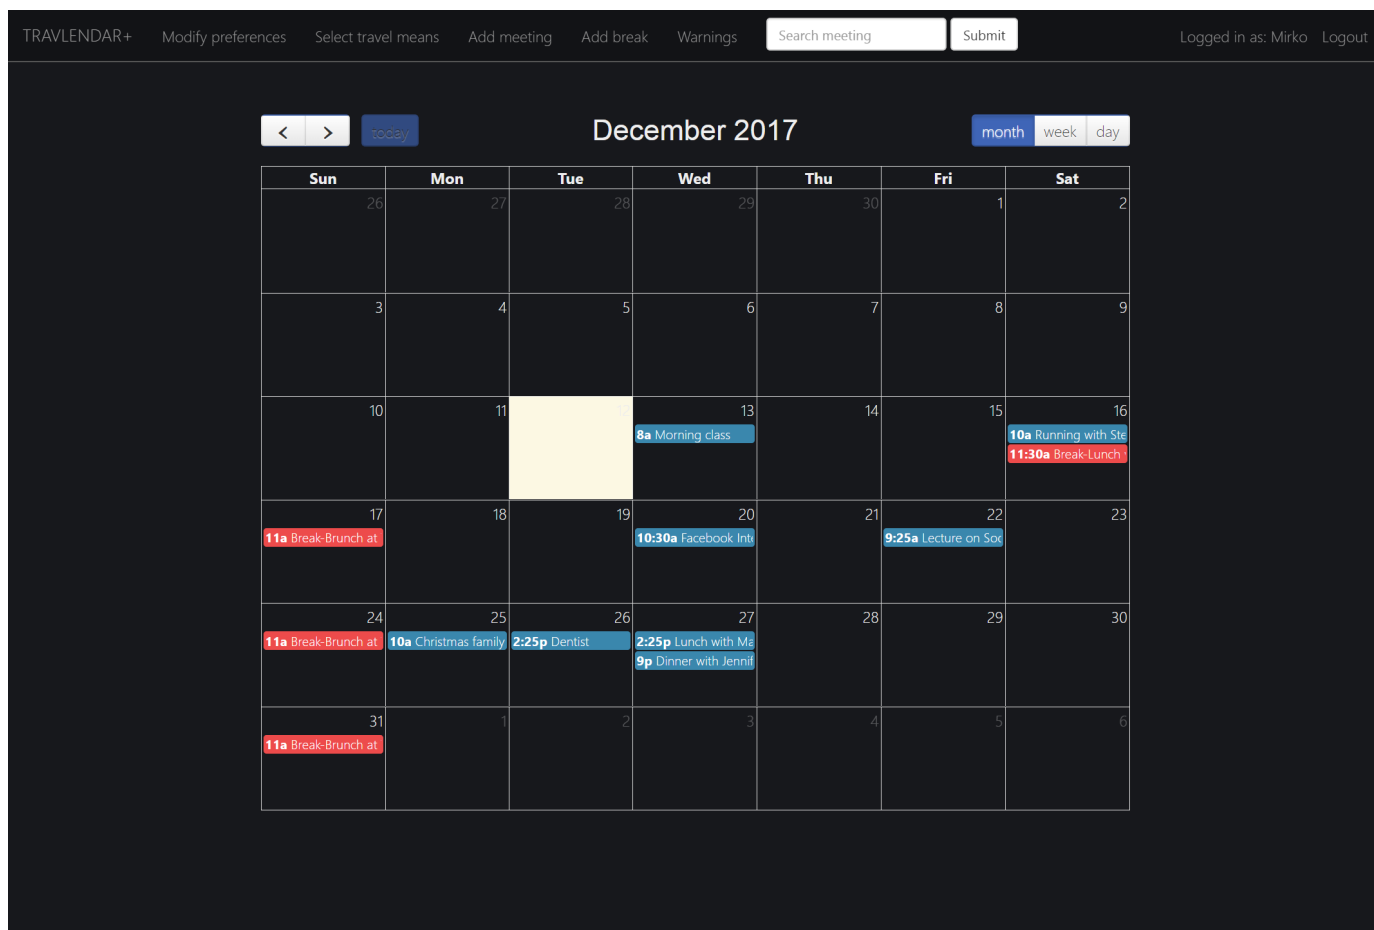 TRAVLENDAR+ Modify preferences Select travel means Add meeting Add break Warnings Search meeting Submit Logged in as: Mirko Logout
today December 2017 month week day
Sun Mon Tue Wed Thu Fri Sat
26 27 28 29 30 1 2
3 4 5 6 7 8 9
10 11 12 13 14 15 16
8a Morning class 10a Running with Ste
11:30a Break-Lunch
17 18 19 20 21 22 23
11a Break-Brunch at 10:30a Facebook Inte 9:25a Lecture on Soc
24 25 26 27 28 29 30
11a Break-Brunch at 10a Christmas family 2:25p Dentist 2:25p Lunch with Ma
9p Dinner with Jennif
31 1 2 3 4 5 6
11a Break-Brunch at